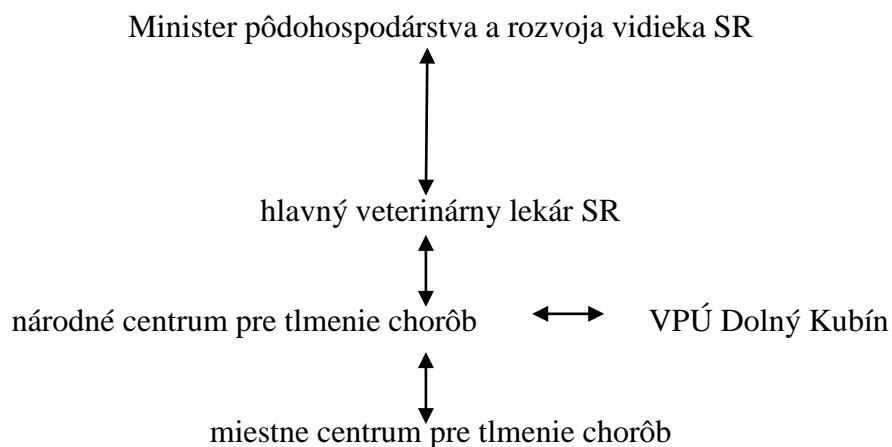 Minister pôdohospodárstva a rozvoja vidieka SR
hlavný veterinárny lekár SR
národné centrum pre tlmenie chorôb VPÚ Dolný Kubín
miestne centrum pre tlmenie chorôb